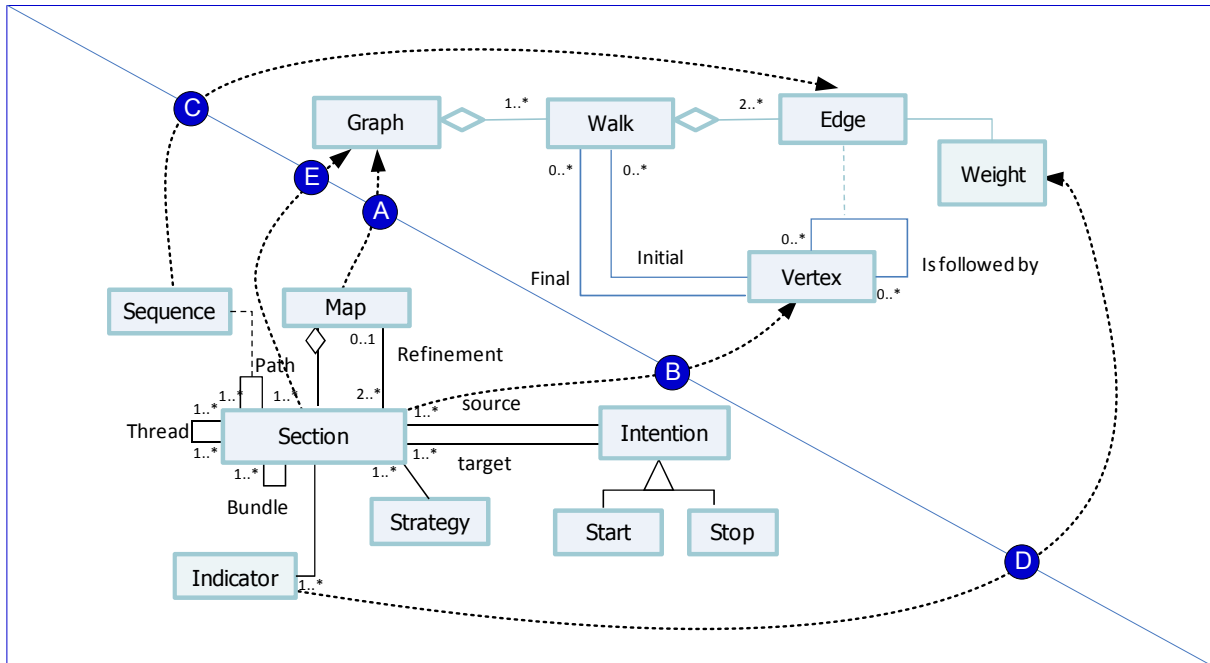 C
Graph
1..*
Walk
2..*
Edge
Weight
E
A
0..*
0..*
0..*
Is followed by
Initial
Final
Vertex
0..*
Sequence
Map
0..1
Refinement
Path
B
1..*
1..*
2..*
source
1..*
1..*
Thread
Section
Intention
1..*
1..*
1..*
1..*
target
Bundle
Strategy
Start
Stop
D
Indicator
1..*